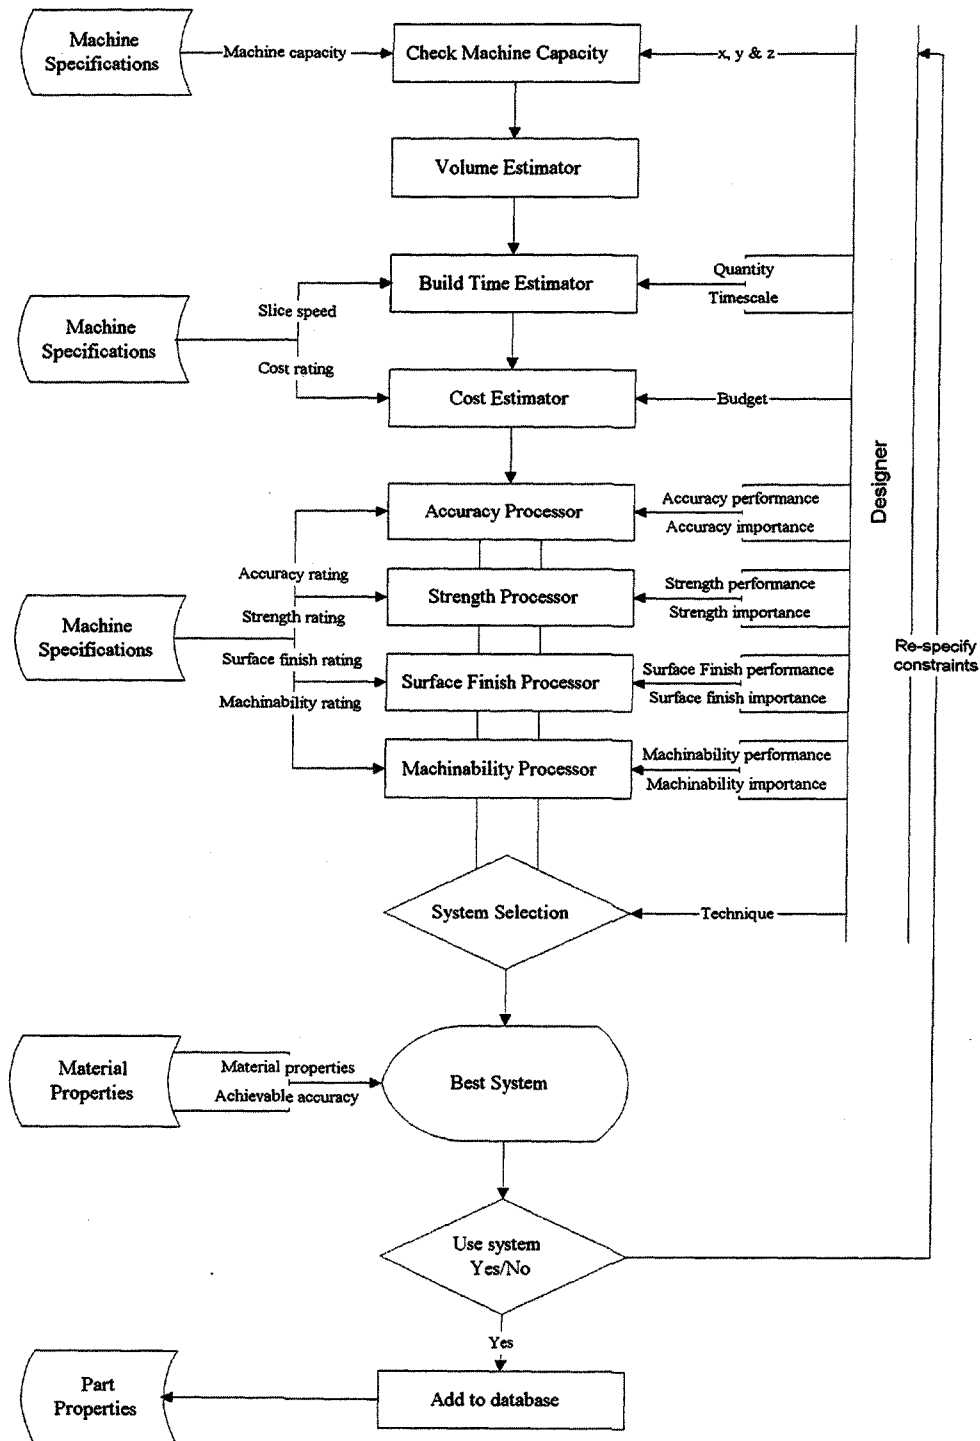 Machine
Specifications
Machine capacity
Check Machine Capacity
x, y & z
Volume Estimator
Build Time Estimator
Quantity
Timescale
Slice speed
Machine
Specifications
Cost rating
Cost Estimator
Budget
Designer
Accuracy Processor
Accuracy performance
Accuracy importance
Accuracy rating
Strength Processor
Strength performance
Strength importance
Strength rating
Machine
Specifications
Re-specify
constraints
Surface finish rating
Surface Finish Processor
Surface Finish performance
Surface finish importance
Machinability rating
Machinability Processor
Machinability performance
Machinability importance
System Selection
Technique
Material
Properties
Material properties
Achievable accuracy
Best System
Use system
Yes/No
Yes
Part
Properties
Add to database